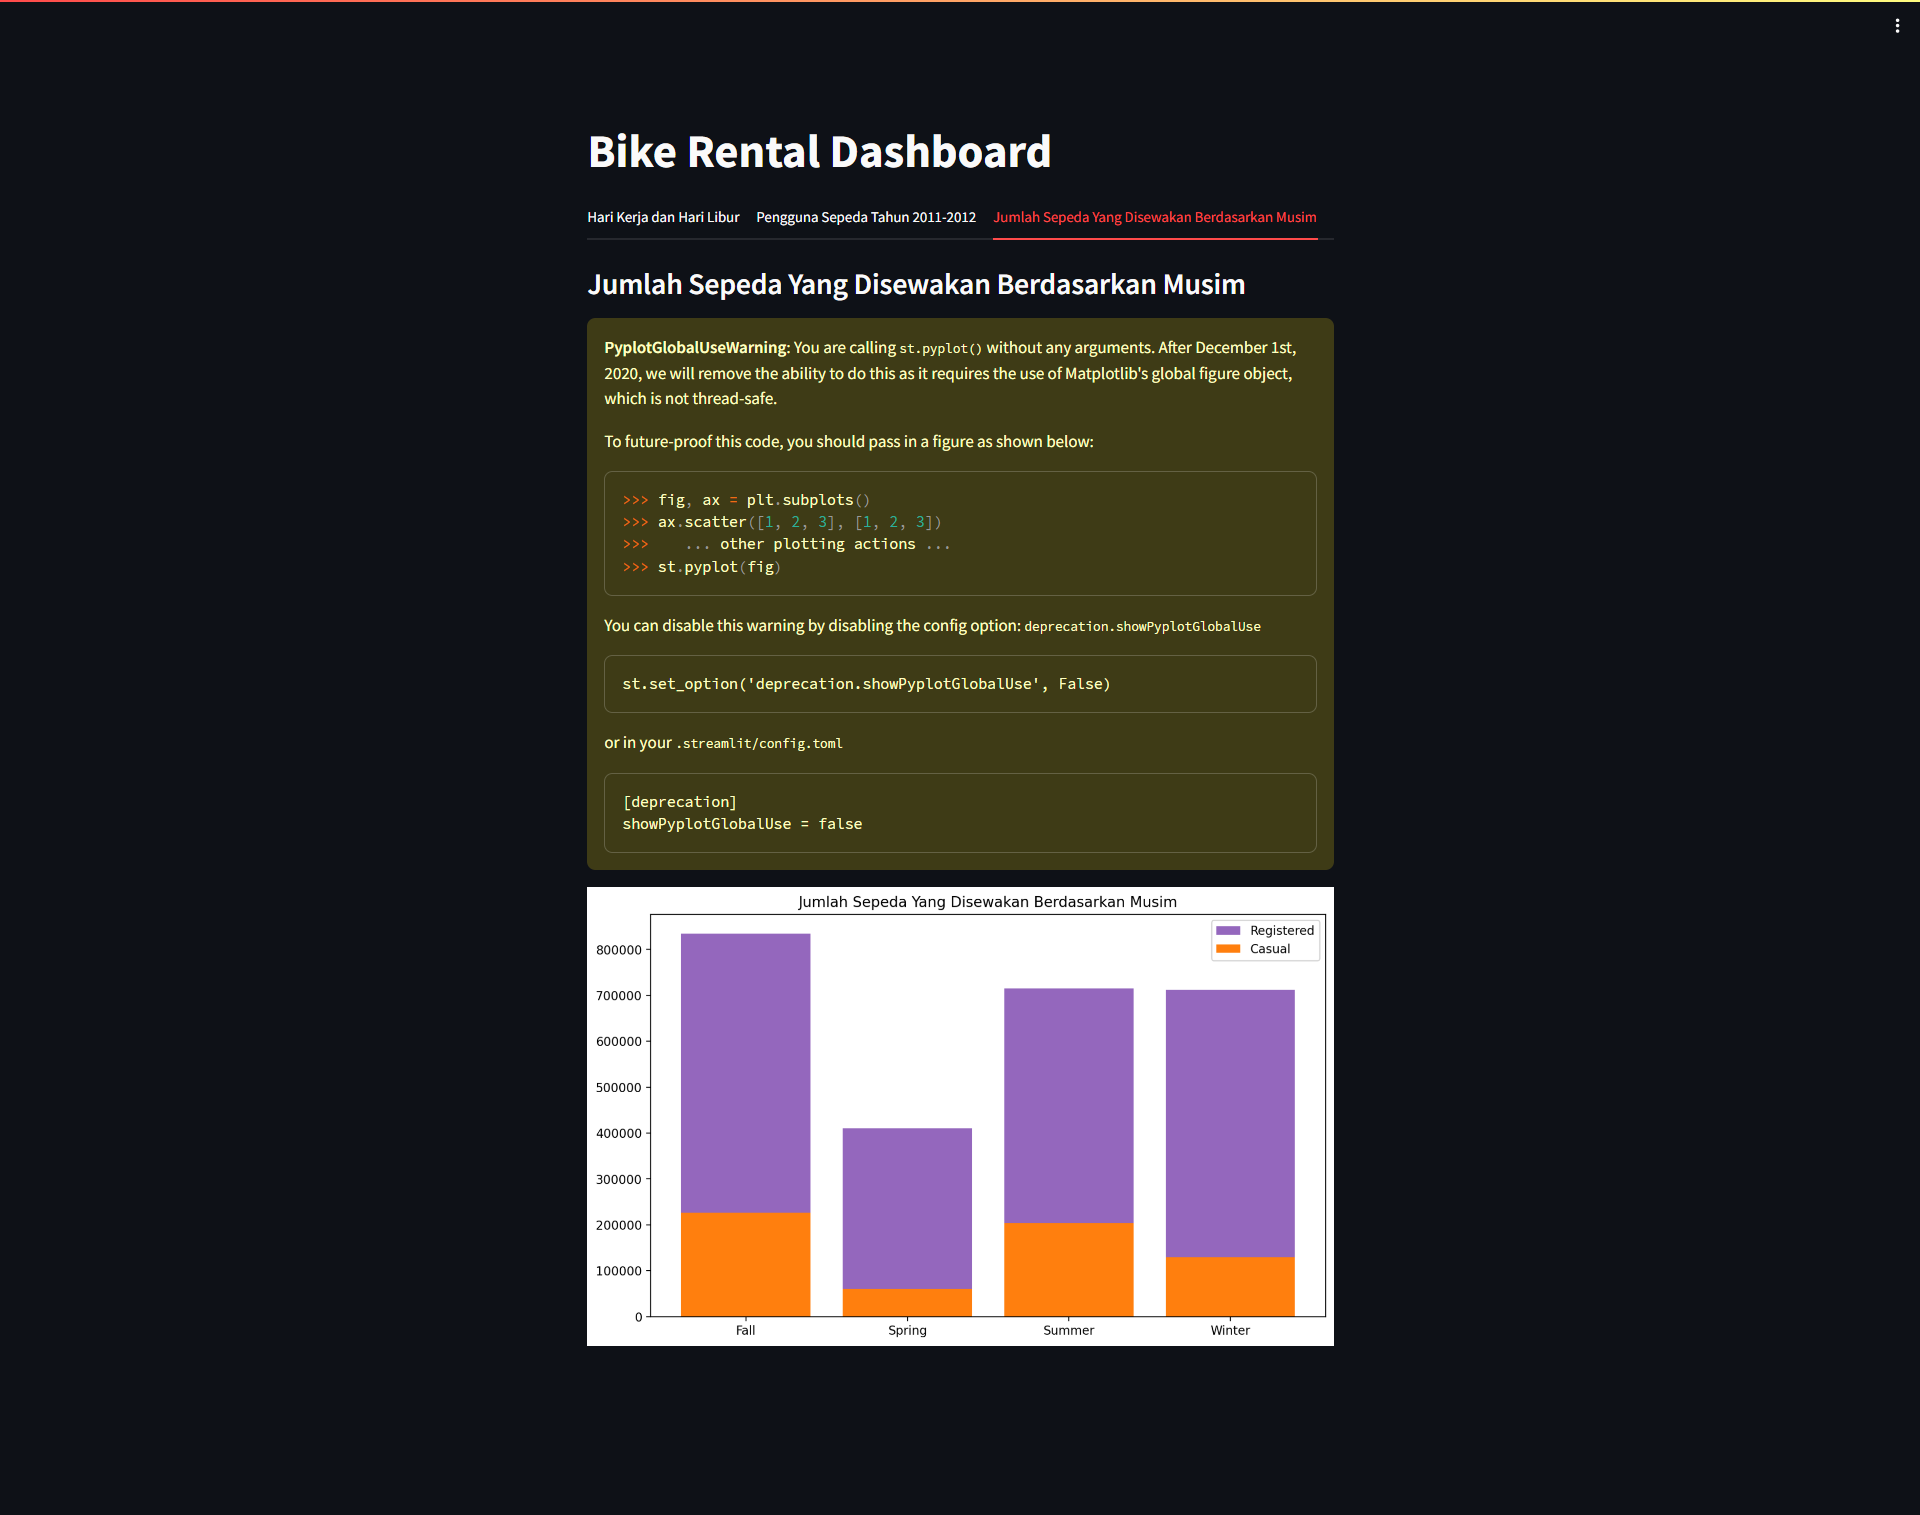 Bike Rental Dashboard
Hari Kerja dan Hari Libur Pengguna Sepeda Tahun 2011-2012 Jumlah Sepeda Yang Disewakan Berdasarkan Musim
Jumlah Sepeda Yang Disewakan Berdasarkan Musim
PyplotGlobalUseWarning: You are calling st.pyplot() without any arguments. After December 1st,
2020, we will remove the ability to do this as it requires the use of Matplotlib's global figure object,
which is not thread-safe.
To future-proof this code, you should pass in a figure as shown below:
>>> fig, ax = plt.subplots()
>>> ax.scatter([1, 2, 3], [1, 2, 3])
>>>    ... other plotting actions ...
>>> st.pyplot(fig)
You can disable this warning by disabling the config option: deprecation.showPyplotGlobalUse
st.set_option('deprecation.showPyplotGlobalUse', False)
or in your .streamlit/config.toml
[deprecation]
showPyplotGlobalUse = false
Jumlah Sepeda Yang Disewakan Berdasarkan Musim
Registered
Casual
800000
700000
600000
500000
400000
300000
200000
100000
0
Fall Spring Summer Winter